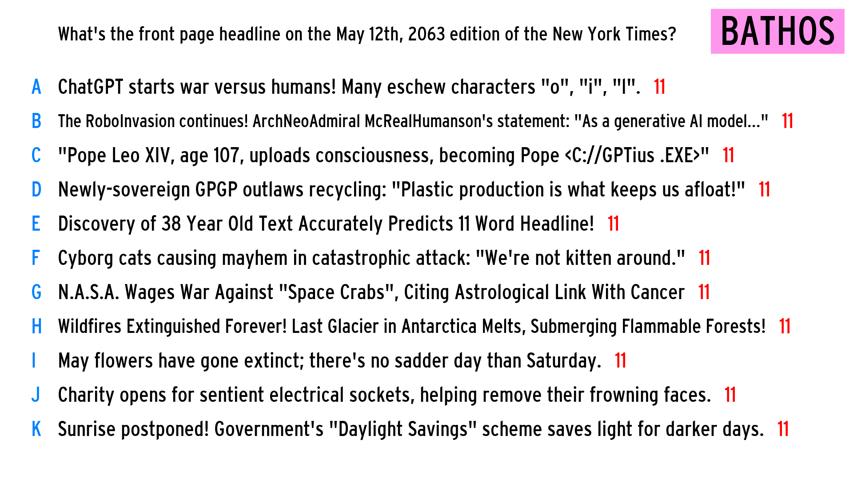 What's the front page headline on the May 12th, 2063 edition of the New York Times?
BATHOS
A ChatGPT starts war versus humans! Many eschew characters "o", "i", "l". 11
B The RoboInvasion continues! ArchNeoAdmiral McRealHumanson's statement: "As a generative AI model..." 11
C "Pope Leo XIV, age 107, uploads consciousness, becoming Pope <C://GPTius .EXE>" 11
D Newly-sovereign GPGP outlaws recycling: "Plastic production is what keeps us afloat!" 11
E Discovery of 38 Year Old Text Accurately Predicts 11 Word Headline! 11
F Cyborg cats causing mayhem in catastrophic attack: "We're not kitten around." 11
G N.A.S.A. Wages War Against "Space Crabs", Citing Astrological Link With Cancer 11
H Wildfires Extinguished Forever! Last Glacier in Antarctica Melts, Submerging Flammable Forests! 11
I May flowers have gone extinct; there's no sadder day than Saturday. 11
J Charity opens for sentient electrical sockets, helping remove their frowning faces. 11
K Sunrise postponed! Government's "Daylight Savings" scheme saves light for darker days. 11